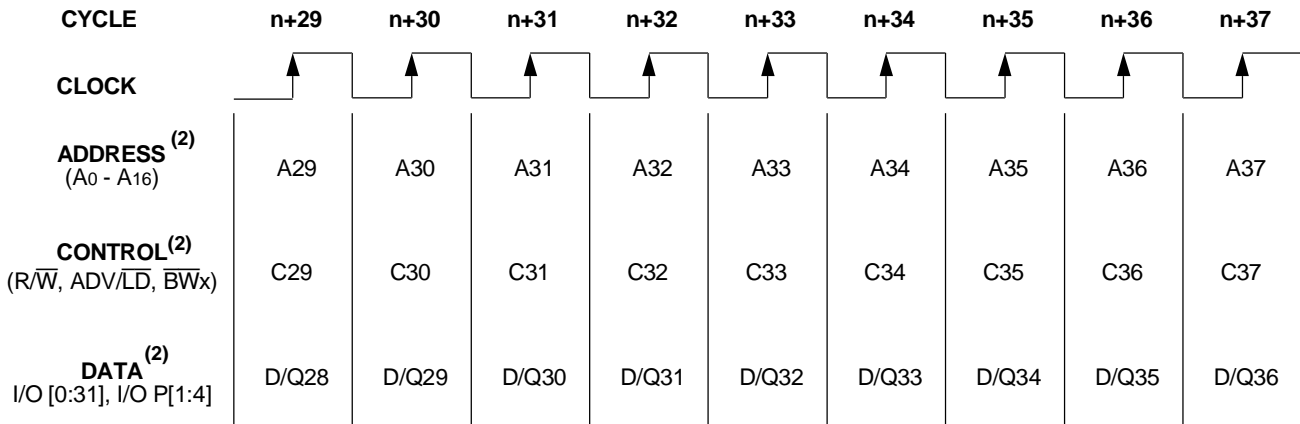 CYCLE n+29 n+30 n+31 n+32 n+33 n+34 n+35 n+36 n+37
CLOCK
ADDRESS (2)
(A0 - A16) A29 A30 A31 A32 A33 A34 A35 A36 A37
CONTROL(2)
(R/W̅, ADV/L̅D̅, B̅W̅x) C29 C30 C31 C32 C33 C34 C35 C36 C37
DATA (2)
I/O [0:31], I/O P[1:4] D/Q28 D/Q29 D/Q30 D/Q31 D/Q32 D/Q33 D/Q34 D/Q35 D/Q36